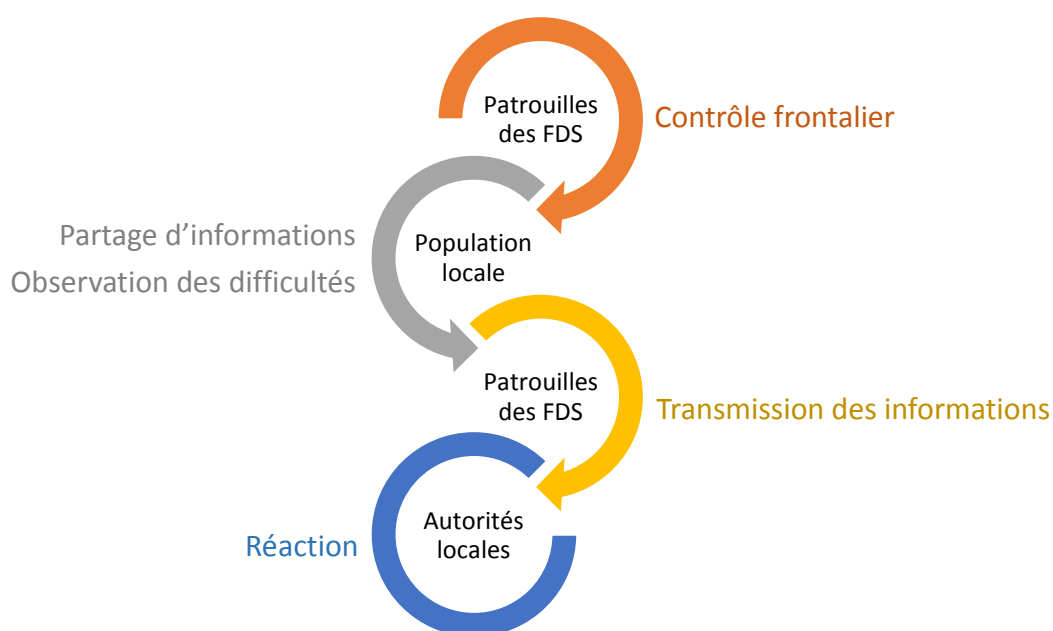 Patrouilles
des FDS
Contrôle frontalier
Partage d’informations
Observation des difficultés
Population
locale
Patrouilles
des FDS
Transmission des informations
Réaction
Autorités
locales